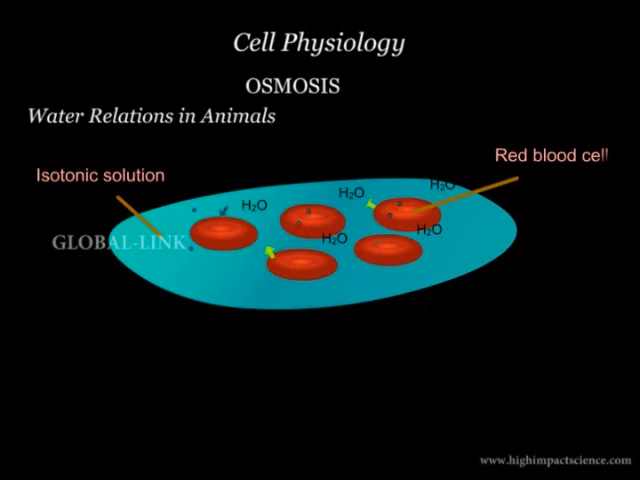 Cell Physiology
OSMOSIS
Water Relations in Animals
Red blood cell
Isotonic solution
H₂O
H₂O
H₂O
H₂O
H₂O
GLOBAL-LINK
www.highimpactscience.com